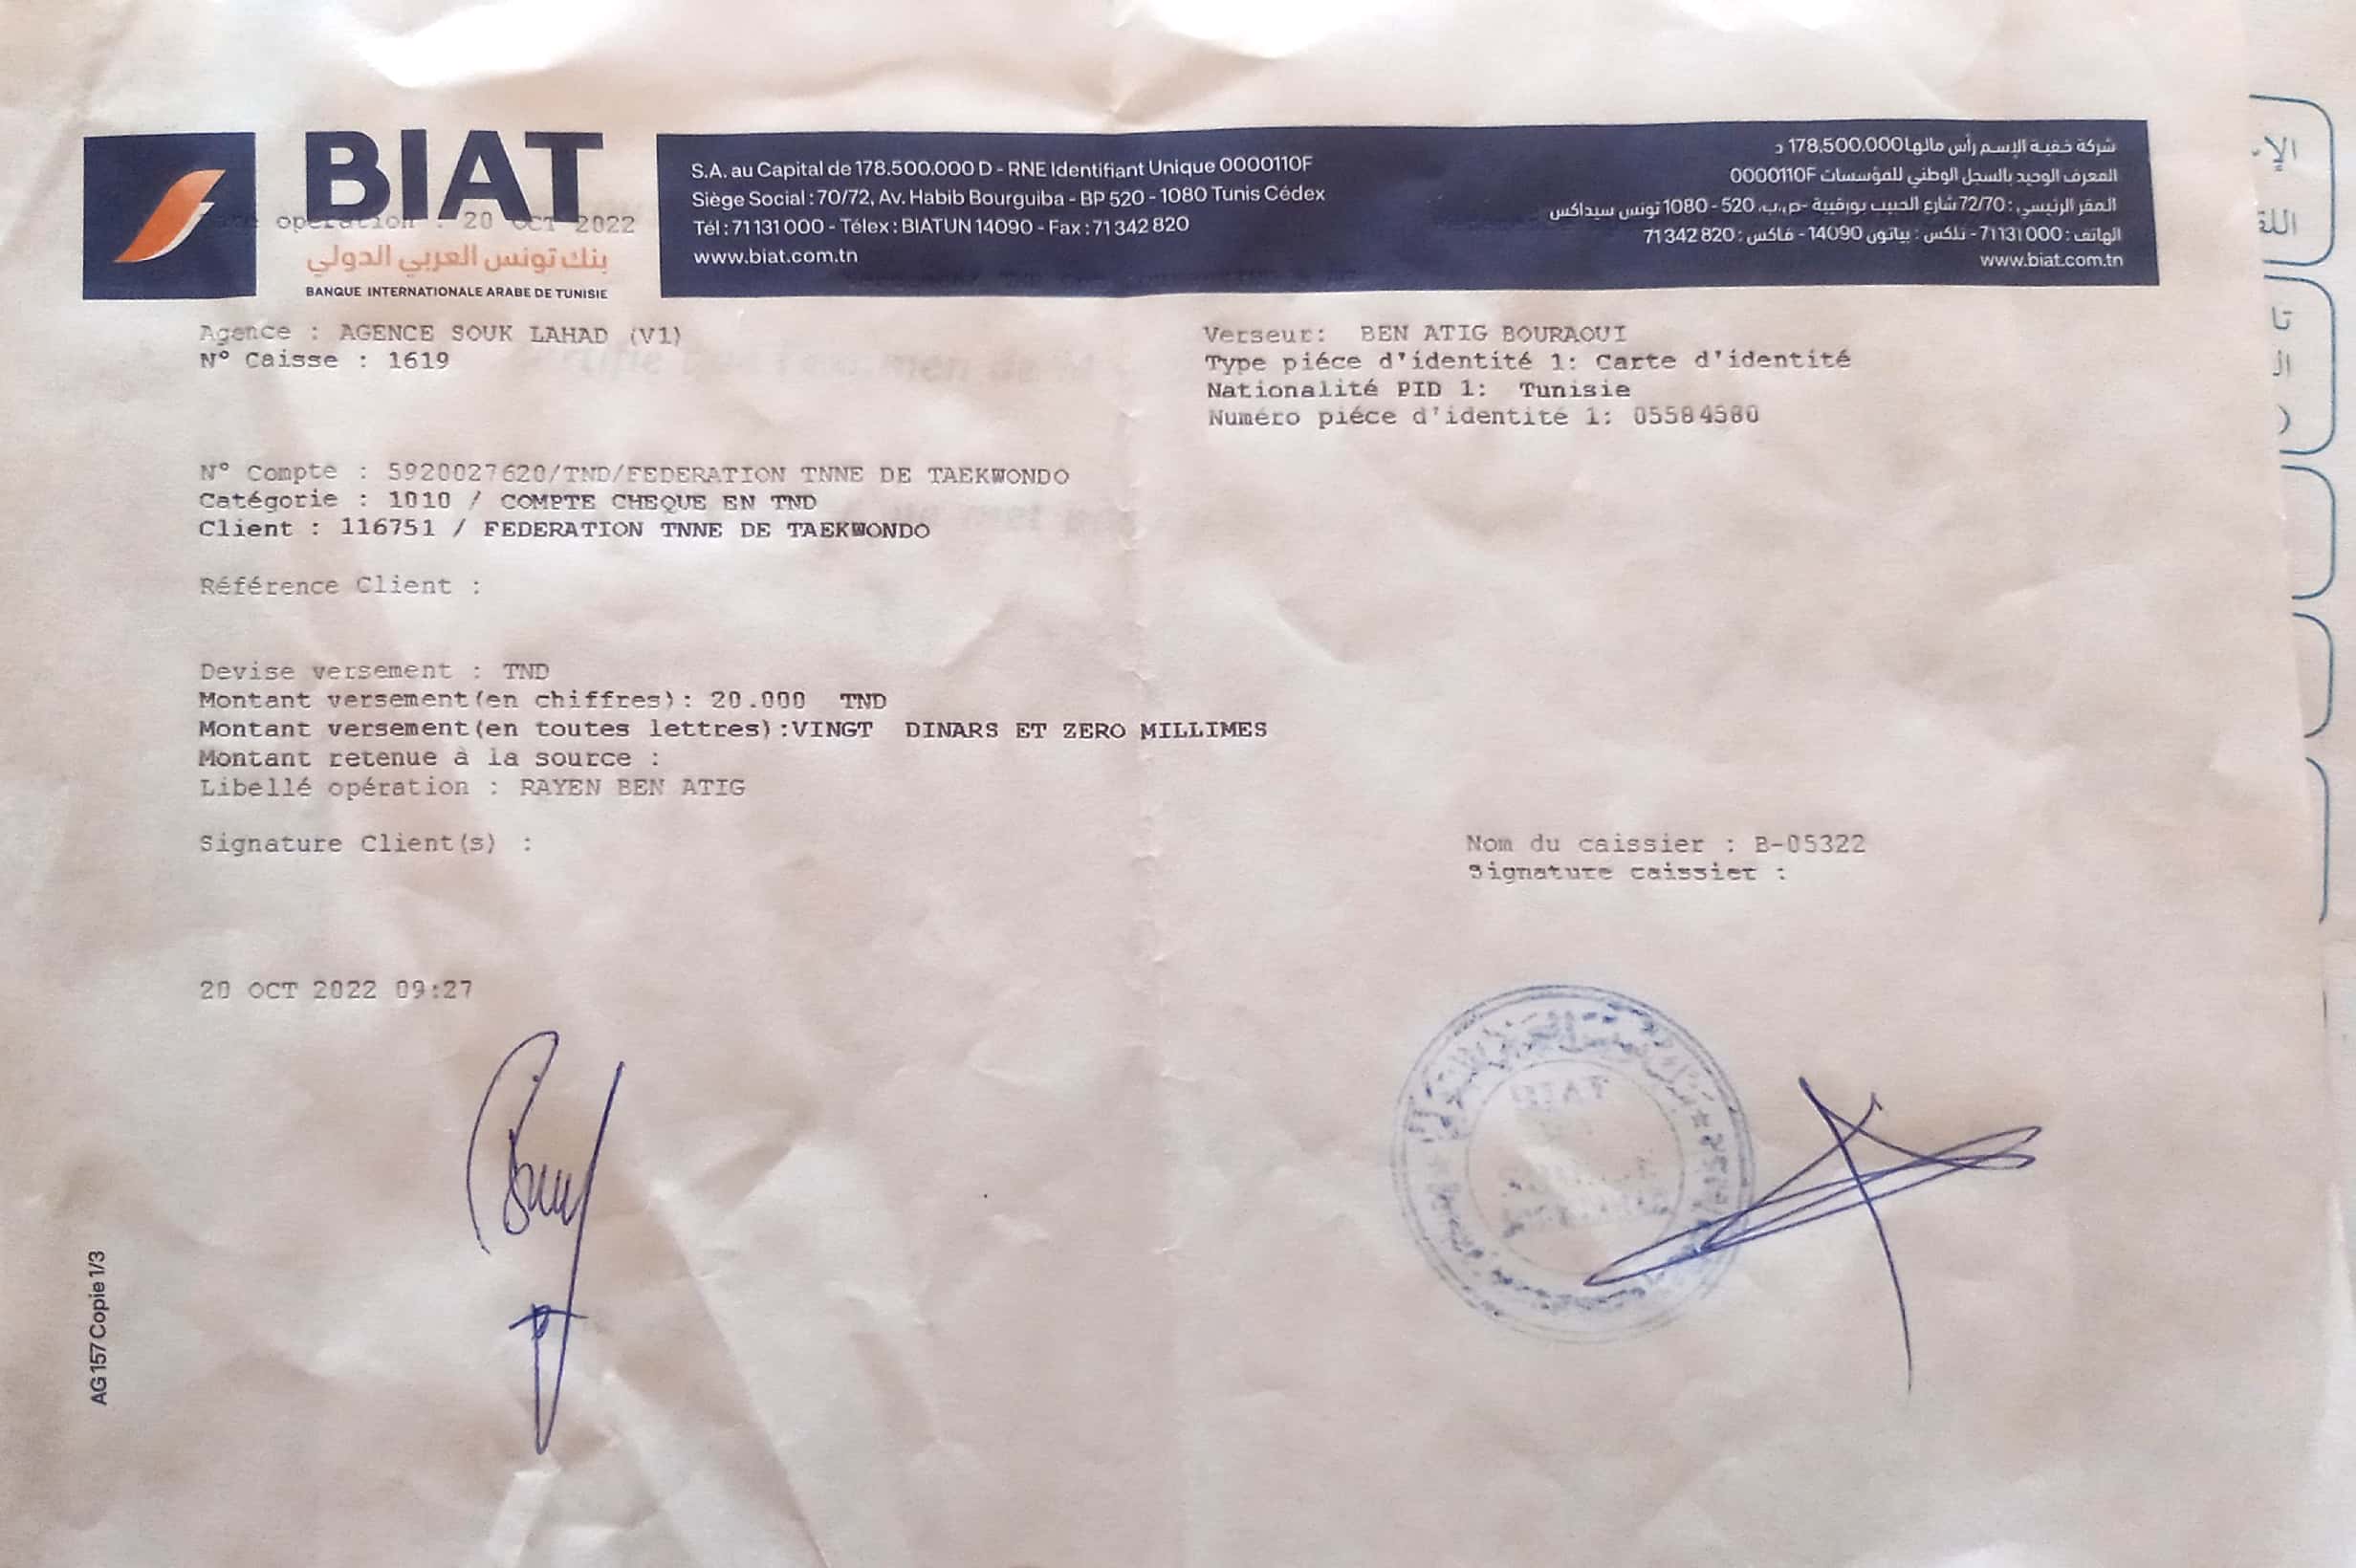 BIAT
operation : 20 OCT 2022
بنك تونس العربي الدولي
BANQUE INTERNATIONALE ARABE DE TUNISIE
S.A. au Capital de 178.500.000 D - RNE Identifiant Unique 0000110F
Siège Social : 70/72, Av. Habib Bourguiba - BP 520 - 1080 Tunis Cédex
Tél : 71 131 000 - Télex : BIATUN 14090 - Fax : 71 342 820
www.biat.com.tn
شركة خفية الإسم رأس مالها 178.500.000 د
المعرف الوحيد بالسجل الوطني للمؤسسات 0000110F
المقر الرئيسي : 72/70 شارع الحبيب بورقيبة -ص.ب. 520 - 1080 تونس سيداكس
الهاتف : 71131000 - تلكس : بياتون 14090 - فاكس : 71342820
www.biat.com.tn
Agence : AGENCE SOUK LAHAD (V1)
N° Caisse : 1619
Verseur: BEN ATIG BOURAOUI
Type piéce d'identité 1: Carte d'identité
Nationalité PID 1: Tunisie
Numéro piéce d'identité 1: 05584580
N° Compte : 5920027620/TND/FEDERATION TNNE DE TAEKWONDO
Catégorie : 1010 / COMPTE CHEQUE EN TND
Client : 116751 / FEDERATION TNNE DE TAEKWONDO
Référence Client :
Devise versement : TND
Montant versement(en chiffres): 20.000 TND
Montant versement(en toutes lettres):VINGT DINARS ET ZERO MILLIMES
Montant retenue à la source :
Libellé opération : RAYEN BEN ATIG
Signature Client(s) :
Nom du caissier : B-05322
Signature caissier :
20 OCT 2022 09:27
AG 157 Copie 1/3